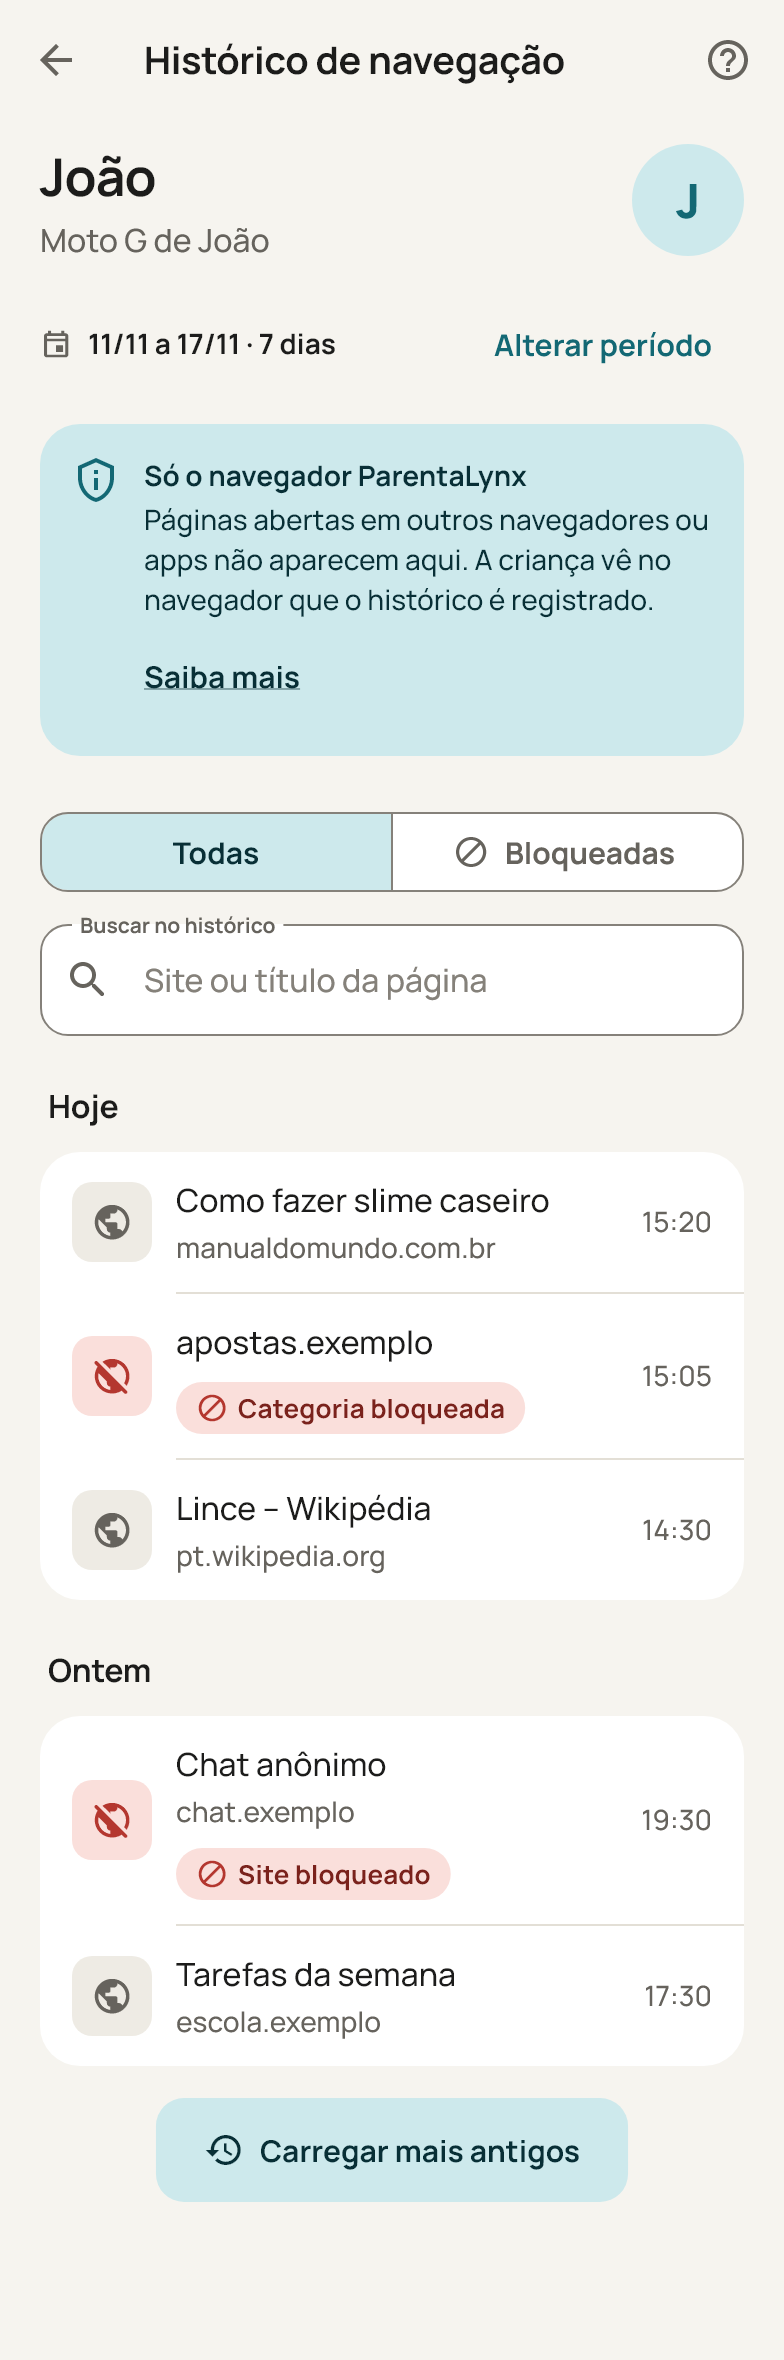 Histórico de navegação
João
J
Moto G de João
11/11 a 17/11 · 7 dias
Alterar período
Só o navegador ParentaLynx
Páginas abertas em outros navegadores ou
apps não aparecem aqui. A criança vê no
navegador que o histórico é registrado.
Saiba mais
Todas
Bloqueadas
Buscar no histórico
Site ou título da página
Hoje
Como fazer slime caseiro
manualdomundo.com.br
15:20
apostas.exemplo
Categoria bloqueada
15:05
Lince – Wikipédia
pt.wikipedia.org
14:30
Ontem
Chat anônimo
chat.exemplo
Site bloqueado
19:30
Tarefas da semana
escola.exemplo
17:30
Carregar mais antigos